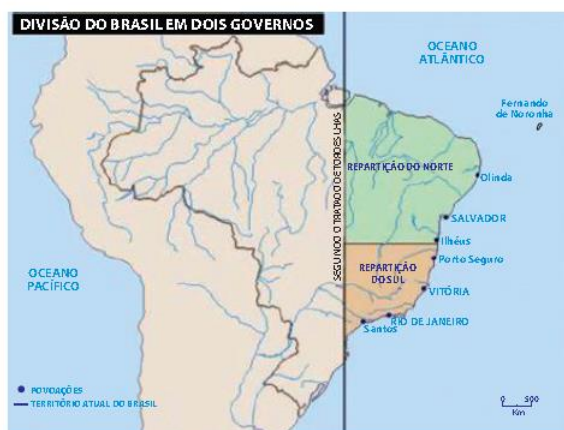 DIVISÃO DO BRASIL EM DOIS GOVERNOS
OCEANO
ATLÂNTICO
Fernando
de Noronha
SEGUNDO O TRATADO DE TORDESILHAS
REPARTIÇÃO DO NORTE
Olinda
SALVADOR
Ilhéus
Porto Seguro
REPARTIÇÃO
DO SUL
VITÓRIA
RIO DE JANEIRO
Santos
OCEANO
PACÍFICO
POVOAÇÕES
TERRITÓRIO ATUAL DO BRASIL
0 500
Km